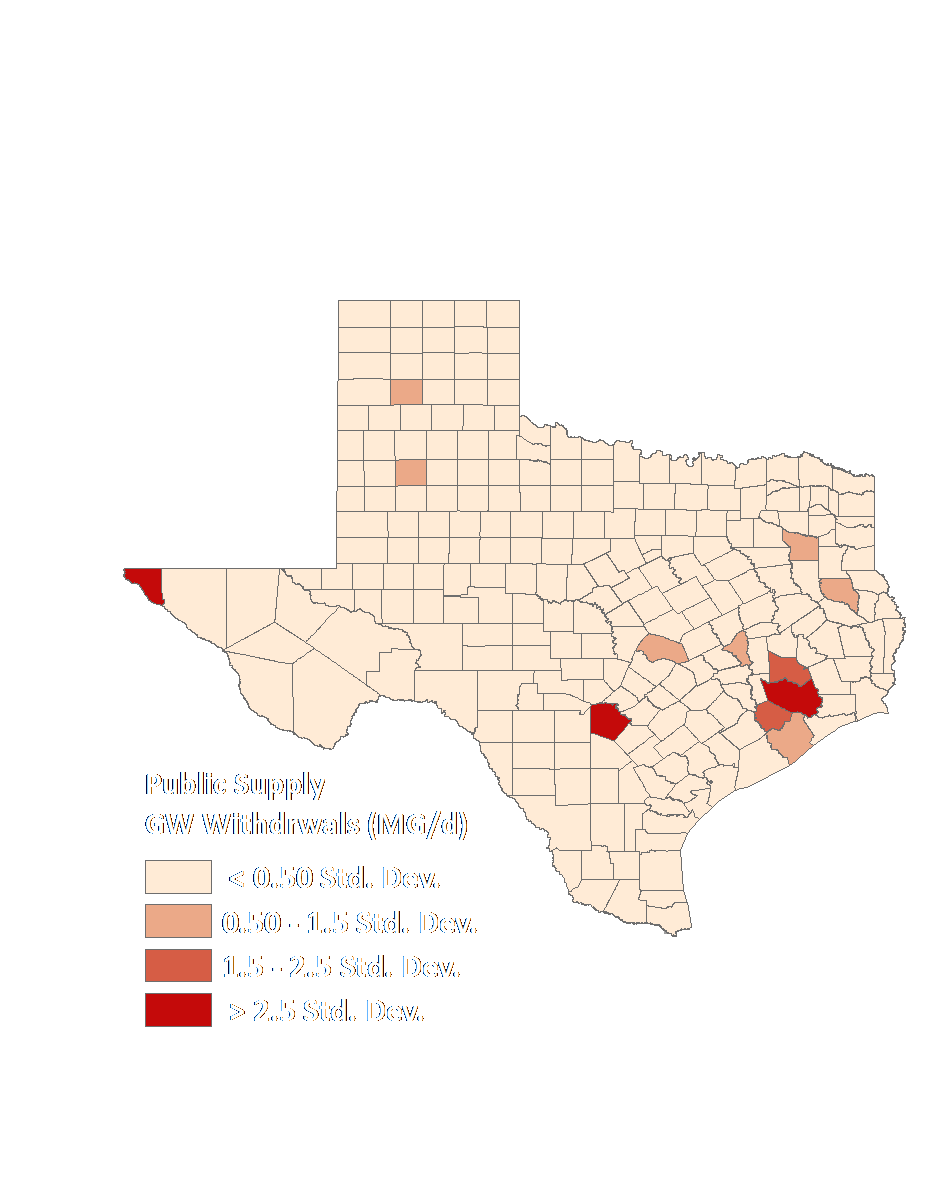 Public Supply
GW Withdrwals (MG/d)
< 0.50 Std. Dev.
0.50 - 1.5 Std. Dev.
1.5 - 2.5 Std. Dev.
> 2.5 Std. Dev.